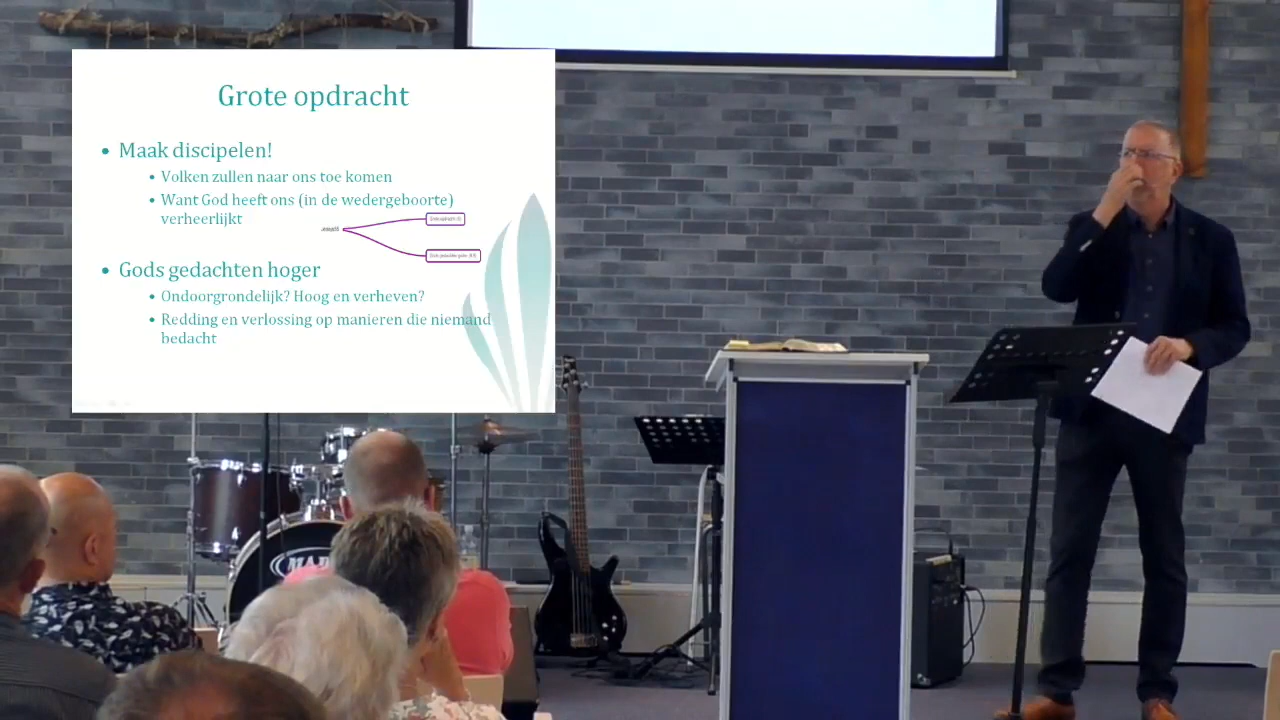 Grote opdracht
• Maak discipelen!
• Volken zullen naar ons toe komen
• Want God heeft ons (in de wedergeboorte)
verheerlijkt
• Gods gedachten hoger
• Ondoorgrondelijk? Hoog en verheven?
• Redding en verlossing op manieren die niemand
bedacht